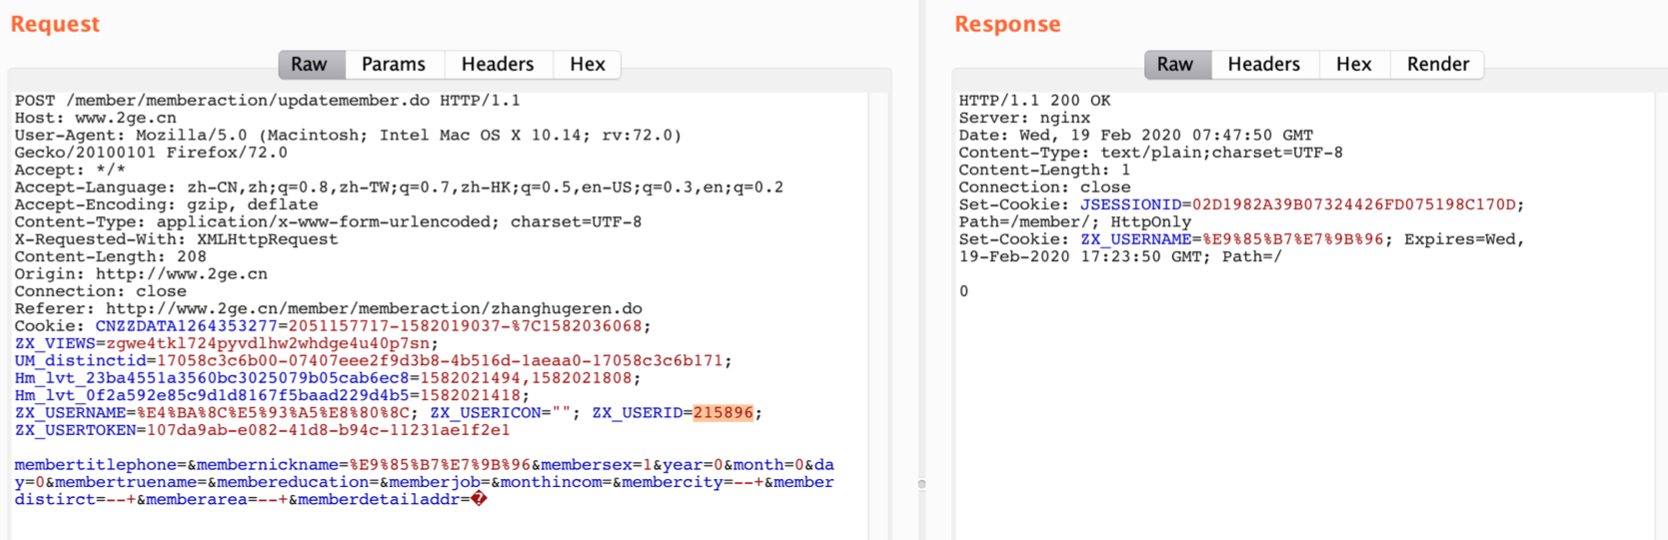 Request
Raw Params Headers Hex
POST /member/memberaction/updatemember.do HTTP/1.1
Host: www.2ge.cn
User-Agent: Mozilla/5.0 (Macintosh; Intel Mac OS X 10.14; rv:72.0)
Gecko/20100101 Firefox/72.0
Accept: */*
Accept-Language: zh-CN,zh;q=0.8,zh-TW;q=0.7,zh-HK;q=0.5,en-US;q=0.3,en;q=0.2
Accept-Encoding: gzip, deflate
Content-Type: application/x-www-form-urlencoded; charset=UTF-8
X-Requested-With: XMLHttpRequest
Content-Length: 208
Origin: http://www.2ge.cn
Connection: close
Referer: http://www.2ge.cn/member/memberaction/zhanghugeren.do
Cookie: CNZZDATA1264353277=2051157717-1582019037-%7C1582036068;
ZX_VIEWS=zgwe4tkl724pyvdlhw2whdge4u40p7sn;
UM_distinctid=17058c3c6b00-07407eee2f9d3b8-4b516d-1aeaa0-17058c3c6b171;
Hm_lvt_23ba4551a3560bc3025079b05cab6ec8=1582021494,1582021808;
Hm_lvt_0f2a592e85c9d1d8167f5baad229d4b5=1582021418;
ZX_USERNAME=%E4%BA%8C%E5%93%A5%E8%80%8C; ZX_USERICON=""; ZX_USERID=215896;
ZX_USERTOKEN=107da9ab-e082-41d8-b94c-11231ae1f2e1
membertitlephone=&membernickname=%E9%85%B7%E7%9B%96&membersex=1&year=0&month=0&da
y=0&membertruename=&membereducation=&memberjob=&monthincom=&membercity=--+&member
distirct=--+&memberarea=--+&memberdetailaddr=�
Response
Raw Headers Hex Render
HTTP/1.1 200 OK
Server: nginx
Date: Wed, 19 Feb 2020 07:47:50 GMT
Content-Type: text/plain;charset=UTF-8
Content-Length: 1
Connection: close
Set-Cookie: JSESSIONID=02D1982A39B07324426FD075198C170D;
Path=/member/; HttpOnly
Set-Cookie: ZX_USERNAME=%E9%85%B7%E7%9B%96; Expires=Wed,
19-Feb-2020 17:23:50 GMT; Path=/
0